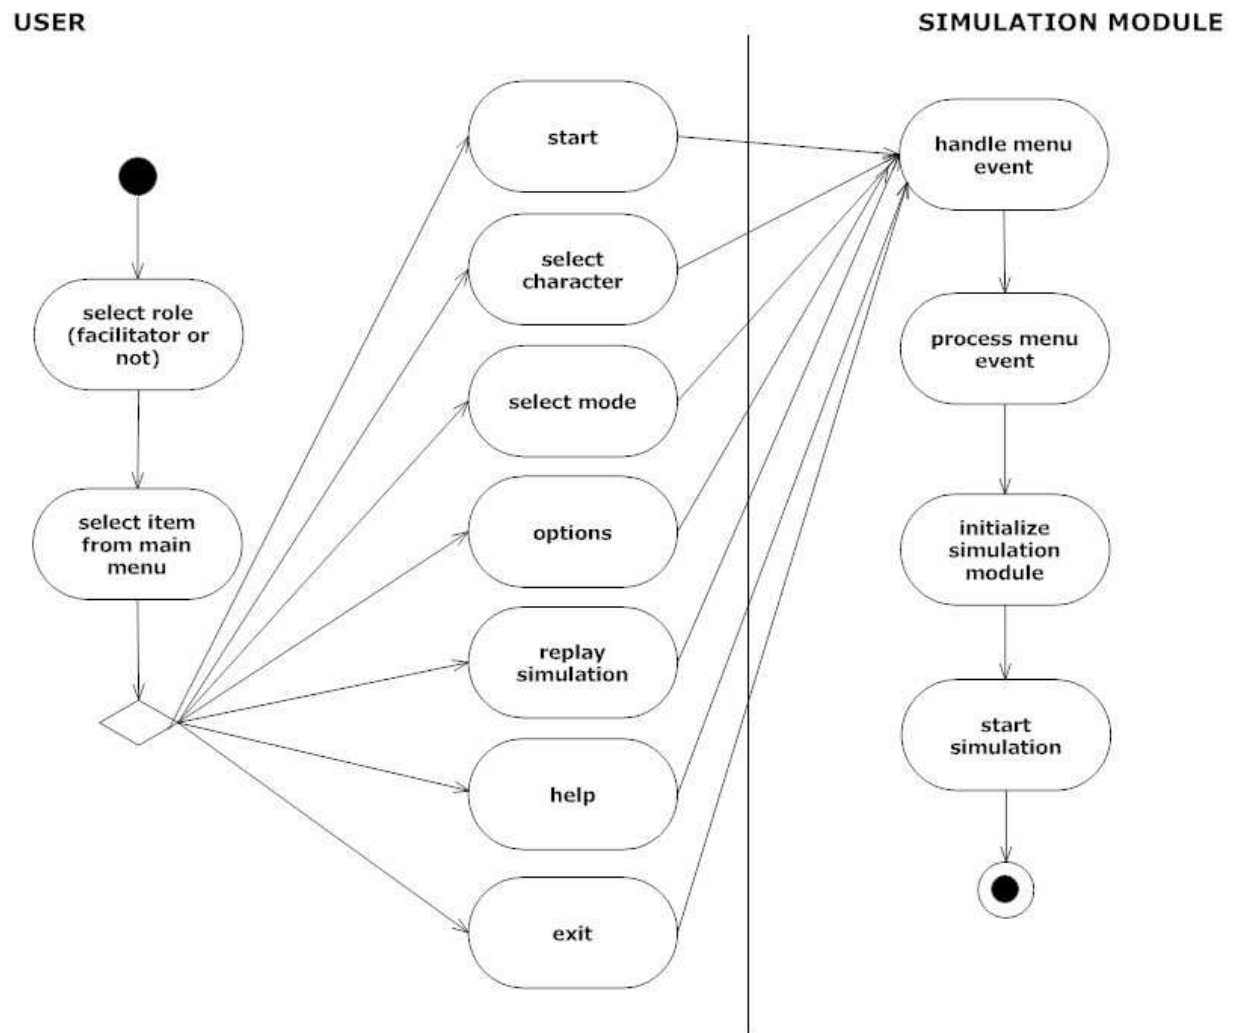 USER
SIMULATION MODULE
start
handle menu
event
select
character
select role
(facilitator or
not)
process menu
event
select mode
select item
from main
menu
options
initialize
simulation
module
replay
simulation
start
simulation
help
exit